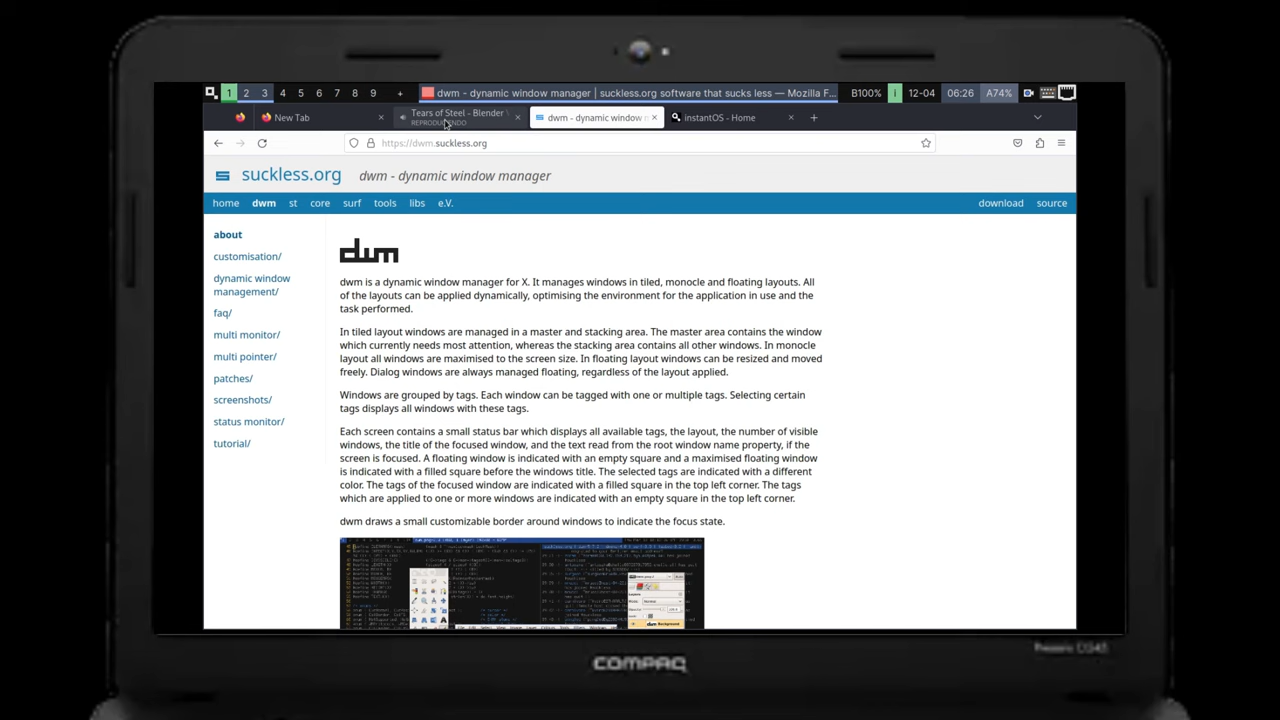 1 2 3 4 5 6 7 8 9 + dwm - dynamic window manager | suckless.org software that sucks less — Mozilla F... B100% i 12-04 06:26 A74%
New Tab
Tears of Steel - Blender
dwm - dynamic window m
instantOS - Home
https://dwm.suckless.org
suckless.org dwm - dynamic window manager
home dwm st core surf tools libs e.V. download source
about
customisation/
dynamic window
management/
faq/
multi monitor/
multi pointer/
patches/
screenshots/
status monitor/
tutorial/
dwm
dwm is a dynamic window manager for X. It manages windows in tiled, monocle and floating layouts. All
of the layouts can be applied dynamically, optimising the environment for the application in use and the
task performed.
In tiled layout windows are managed in a master and stacking area. The master area contains the window
which currently needs most attention, whereas the stacking area contains all other windows. In monocle
layout all windows are maximised to the screen size. In floating layout windows can be resized and moved
freely. Dialog windows are always managed floating, regardless of the layout applied.
Windows are grouped by tags. Each window can be tagged with one or multiple tags. Selecting certain
tags displays all windows with these tags.
Each screen contains a small status bar which displays all available tags, the layout, the number of visible
windows, the title of the focused window, and the text read from the root window name property, if the
screen is focused. A floating window is indicated with an empty square and a maximised floating window
is indicated with a filled square before the windows title. The selected tags are indicated with a different
color. The tags of the focused window are indicated with a filled square in the top left corner. The tags
which are applied to one or more windows are indicated with an empty square in the top left corner.
dwm draws a small customizable border around windows to indicate the focus state.
COMPAQ